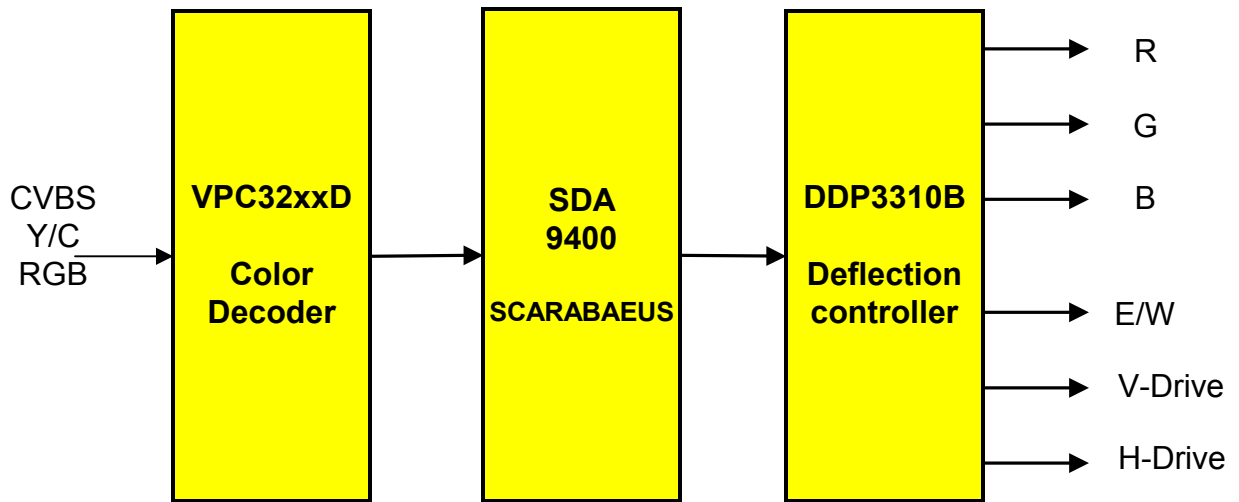 CVBS
Y/C
RGB
VPC32xxD
Color
Decoder
SDA
9400
SCARABAEUS
DDP3310B
Deflection
controller
R
G
B
E/W
V-Drive
H-Drive